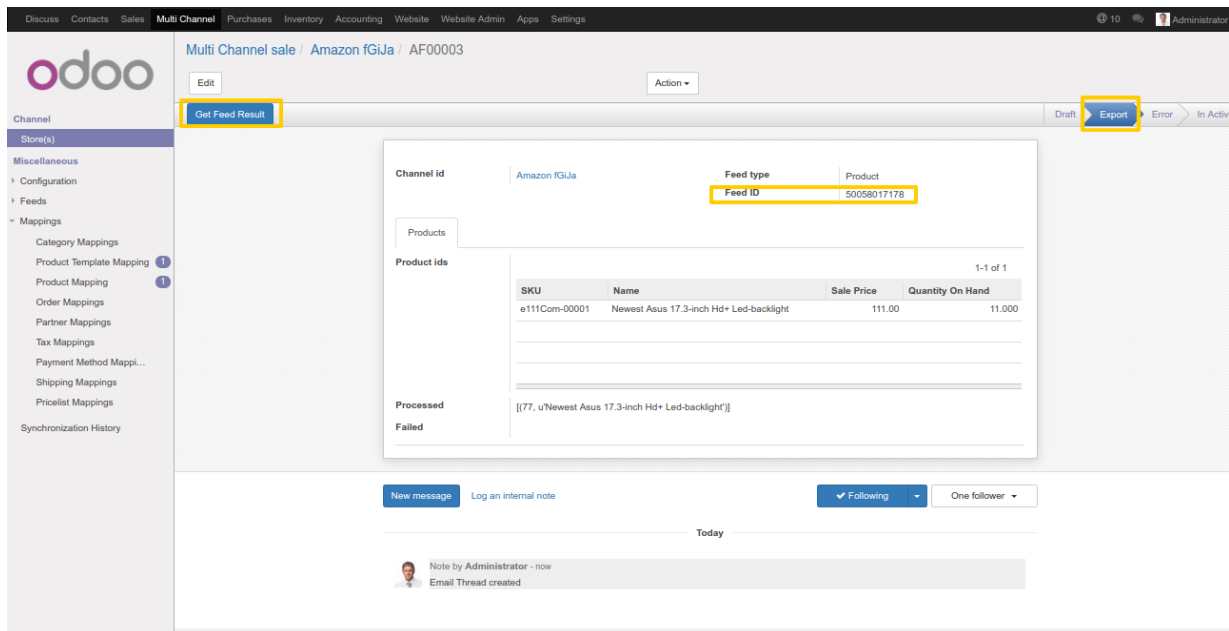 Discuss Contacts Sales Multi Channel Purchases Inventory Accounting Website Website Admin Apps Settings @ 10 Administrator
odoo
Multi Channel sale / Amazon fGiJa / AF00003
Edit Action
Get Feed Result Draft Export Error In Active
Channel
Store(s)
Miscellaneous
Configuration
Feeds
Mappings
Category Mappings
Product Template Mapping 1
Product Mapping 1
Order Mappings
Partner Mappings
Tax Mappings
Payment Method Mappi...
Shipping Mappings
Pricelist Mappings
Synchronization History
Channel id Amazon fGiJa Feed type Product
Feed ID 50058017178
Products
Product ids 1-1 of 1
SKU Name Sale Price Quantity On Hand
e111Com-00001 Newest Asus 17.3-inch Hd+ Led-backlight 111.00 11.000
Processed [(77, u'Newest Asus 17.3-inch Hd+ Led-backlight')]
Failed
New message Log an internal note Following One follower
Today
Note by Administrator - now
Email Thread created